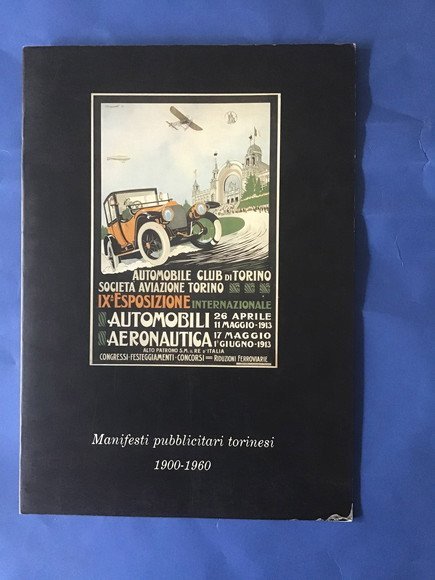 AUTOMOBILE CLUB DI TORINO
SOCIETÀ AVIAZIONE TORINO
IXª ESPOSIZIONE INTERNAZIONALE
AUTOMOBILI 26 APRILE 11 MAGGIO-1913
AERONAUTICA 17 MAGGIO 1º GIUGNO-1913
ALTO PATRONO S.M. IL RE D'ITALIA
CONGRESSI-FESTEGGIAMENTI-CONCORSI RIDUZIONI FERROVIARIE
Manifesti pubblicitari torinesi
1900-1960